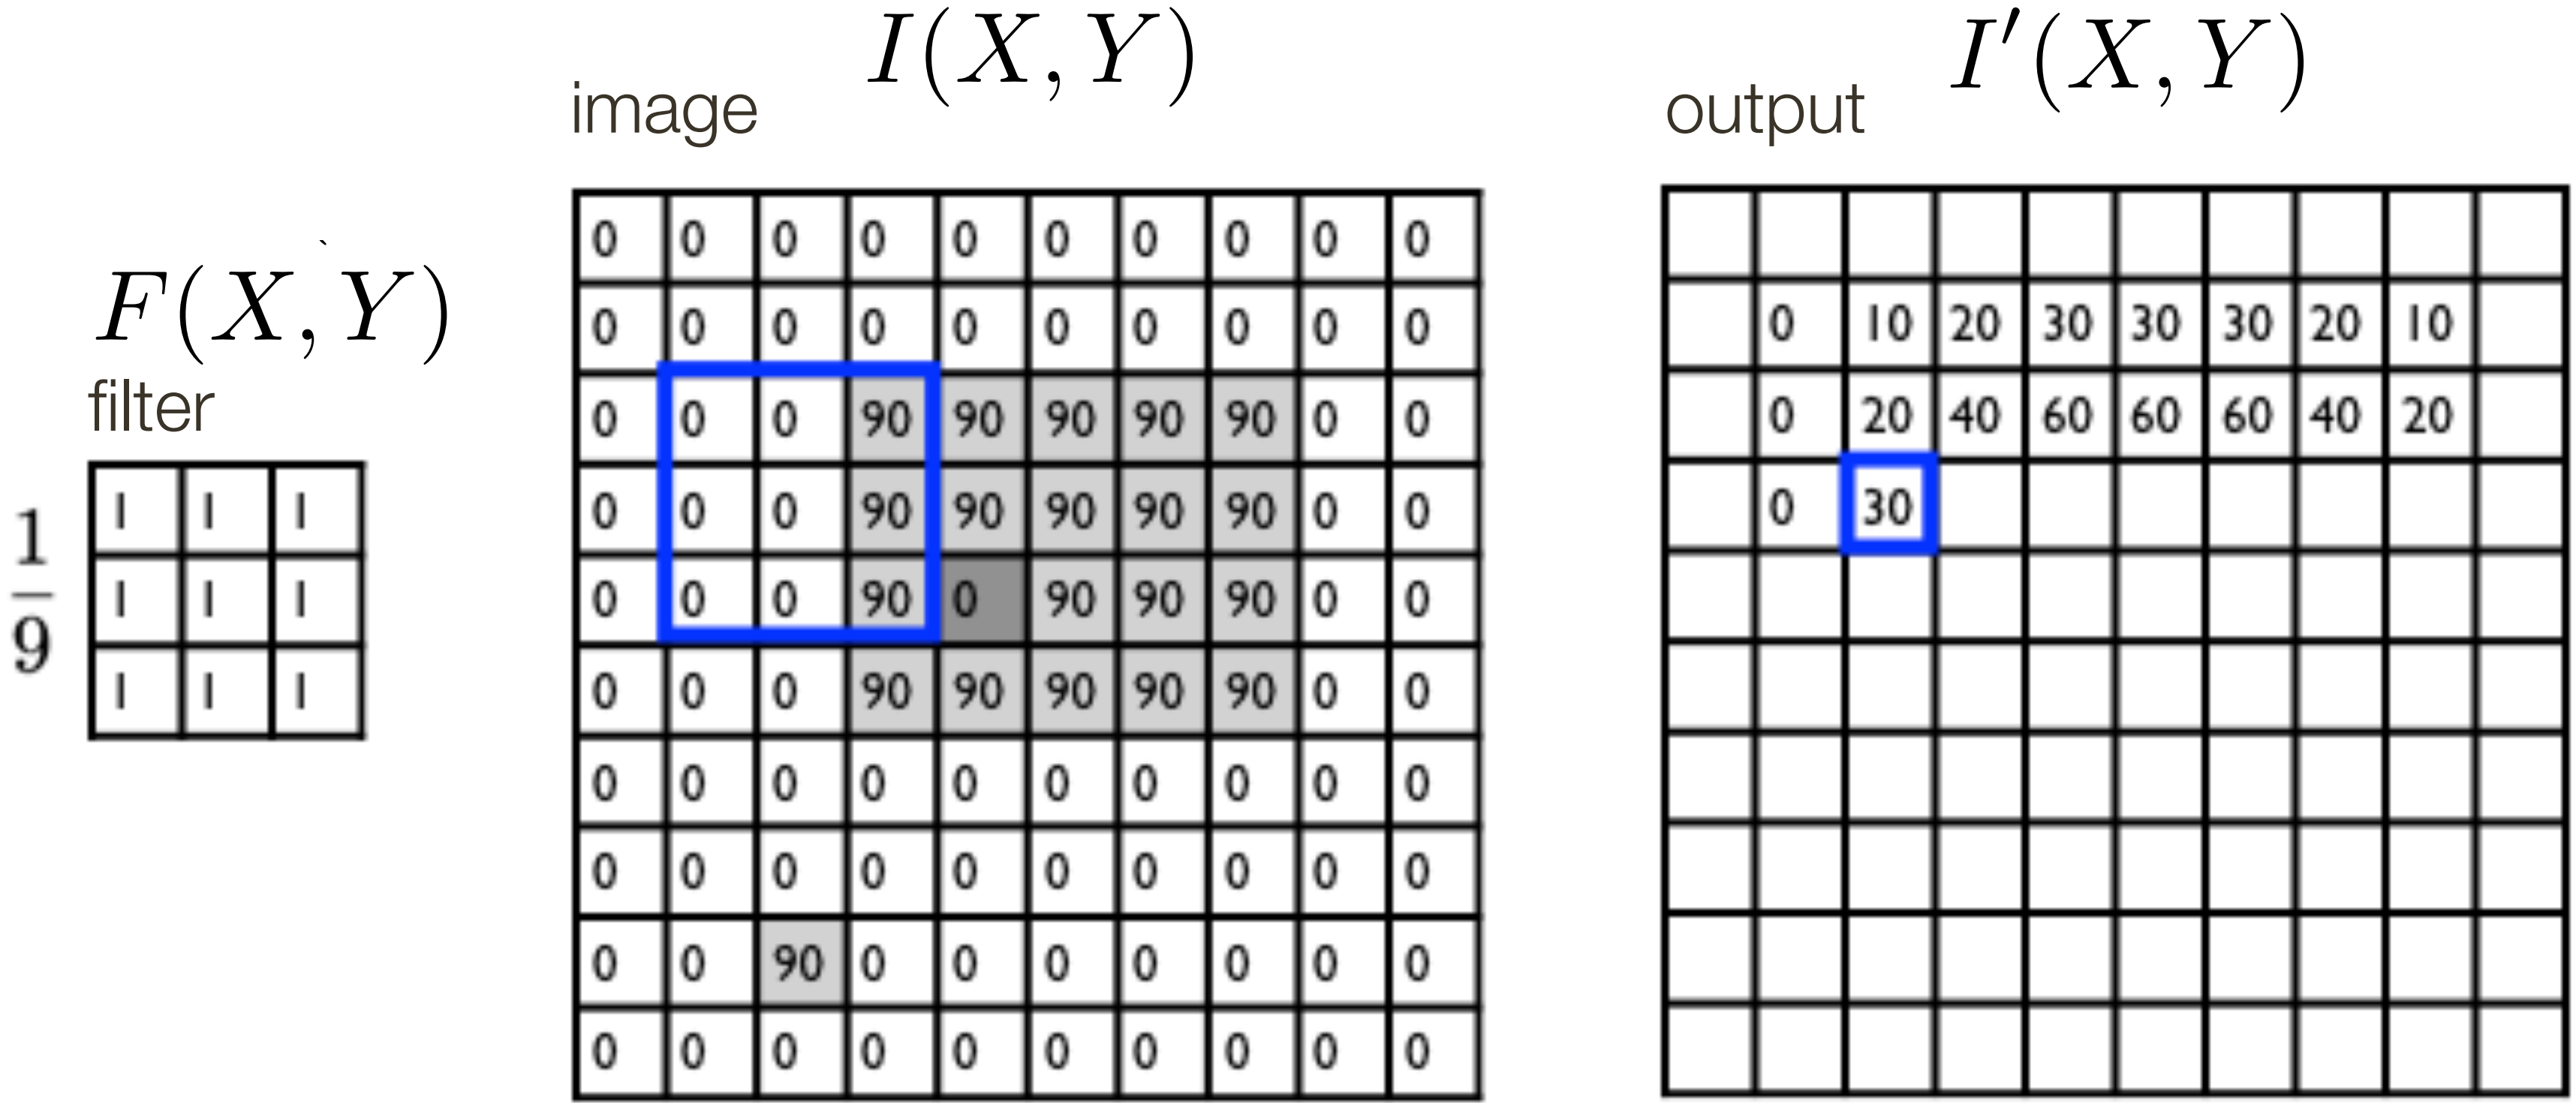 I(X, Y)
I′(X, Y)
image
output
F(X, Y)
filter
1/9
1 1 1
1 1 1
1 1 1
0 0 0 0 0 0 0 0 0 0
0 0 0 0 0 0 0 0 0 0
0 0 0 90 90 90 90 90 0 0
0 0 0 90 90 90 90 90 0 0
0 0 0 90 0 90 90 90 0 0
0 0 0 90 90 90 90 90 0 0
0 0 0 0 0 0 0 0 0 0
0 0 0 0 0 0 0 0 0 0
0 0 90 0 0 0 0 0 0 0
0 0 0 0 0 0 0 0 0 0
0 10 20 30 30 30 20 10
0 20 40 60 60 60 40 20
0 30